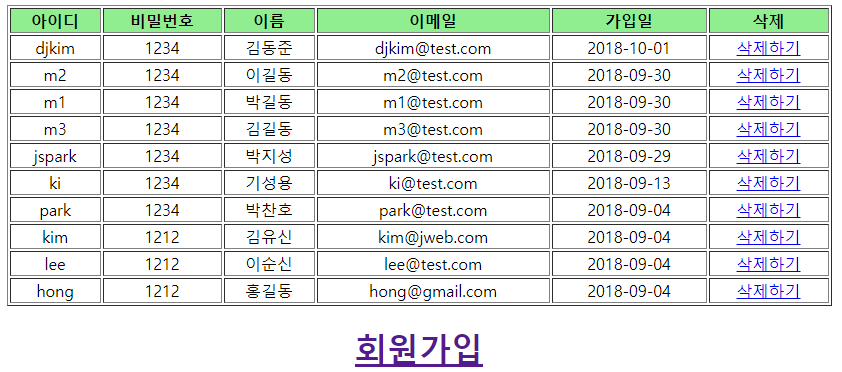 아이디 비밀번호 이름 이메일 가입일 삭제
djkim 1234 김동준 djkim@test.com 2018-10-01 삭제하기
m2 1234 이길동 m2@test.com 2018-09-30 삭제하기
m1 1234 박길동 m1@test.com 2018-09-30 삭제하기
m3 1234 김길동 m3@test.com 2018-09-30 삭제하기
jspark 1234 박지성 jspark@test.com 2018-09-29 삭제하기
ki 1234 기성용 ki@test.com 2018-09-13 삭제하기
park 1234 박찬호 park@test.com 2018-09-04 삭제하기
kim 1212 김유신 kim@jweb.com 2018-09-04 삭제하기
lee 1212 이순신 lee@test.com 2018-09-04 삭제하기
hong 1212 홍길동 hong@gmail.com 2018-09-04 삭제하기
회원가입